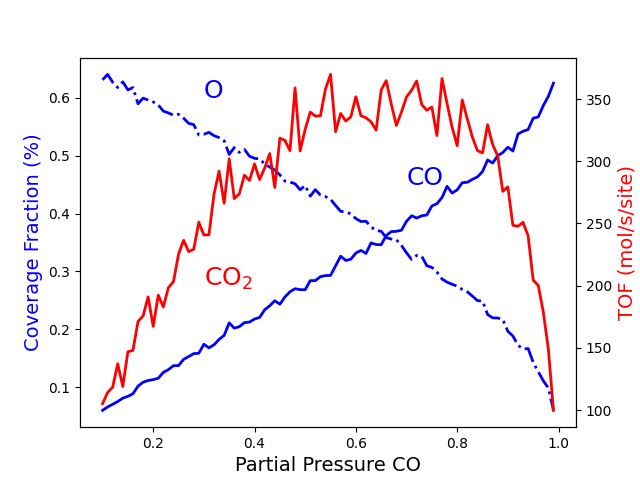 O
CO
CO₂
0.6
0.5
0.4
0.3
0.2
0.1
350
300
250
200
150
100
0.2
0.4
0.6
0.8
1.0
Coverage Fraction (%)
TOF (mol/s/site)
Partial Pressure CO